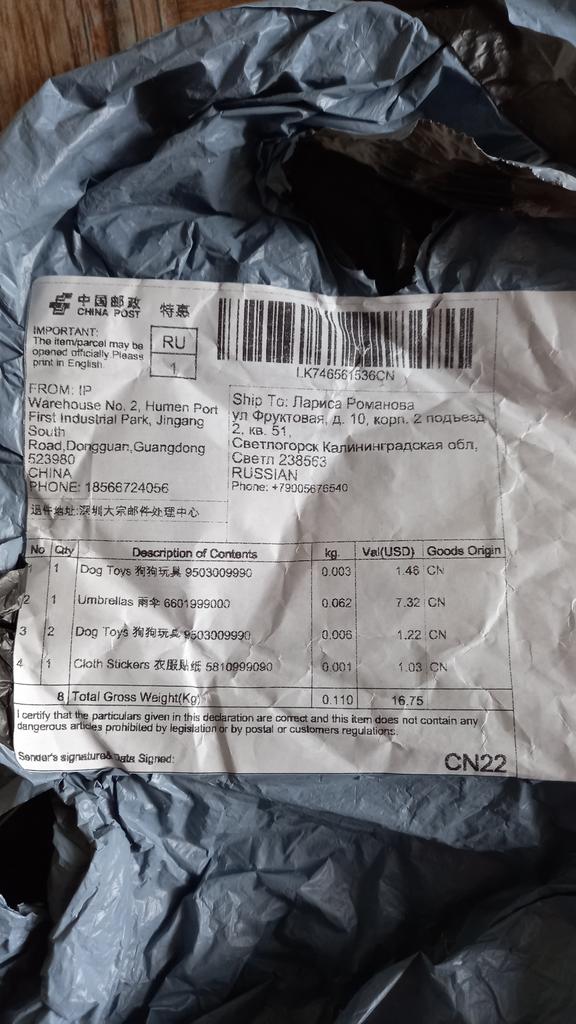 中国邮政 特惠
CHINA POST
IMPORTANT:
The item/parcel may be
opened officially. Please
print in English.
RU
1
LK746561536CN
FROM: IP
Warehouse No. 2, Humen Port
First Industrial Park, Jingang
South
Road,Dongguan,Guangdong
523980
CHINA
PHONE: 18566724056
退件地址:深圳大宗邮件处理中心
Ship To: Лариса Романова
ул Фруктовая, д. 10, корп. 2 подъезд
2, кв. 51,
Светлогорск Калининградская обл,
Светл 238563
RUSSIAN
Phone: +79005676540
No Qty Description of Contents kg. Val(USD) Goods Origin
1 1 Dog Toys 狗狗玩具 9503009990 0.003 1.46 CN
2 1 Umbrellas 雨伞 6601999000 0.062 7.32 CN
3 2 Dog Toys 狗狗玩具 9503009990 0.006 1.22 CN
4 1 Cloth Stickers 衣服贴纸 5810999090 0.001 1.03 CN
8 Total Gross Weight(Kg) 0.110 16.75
I certify that the particulars given in this declaration are correct and this item does not contain any
dangerous articles prohibited by legislation or by postal or customers regulations.
Sender's signature& Data Signed:
CN22